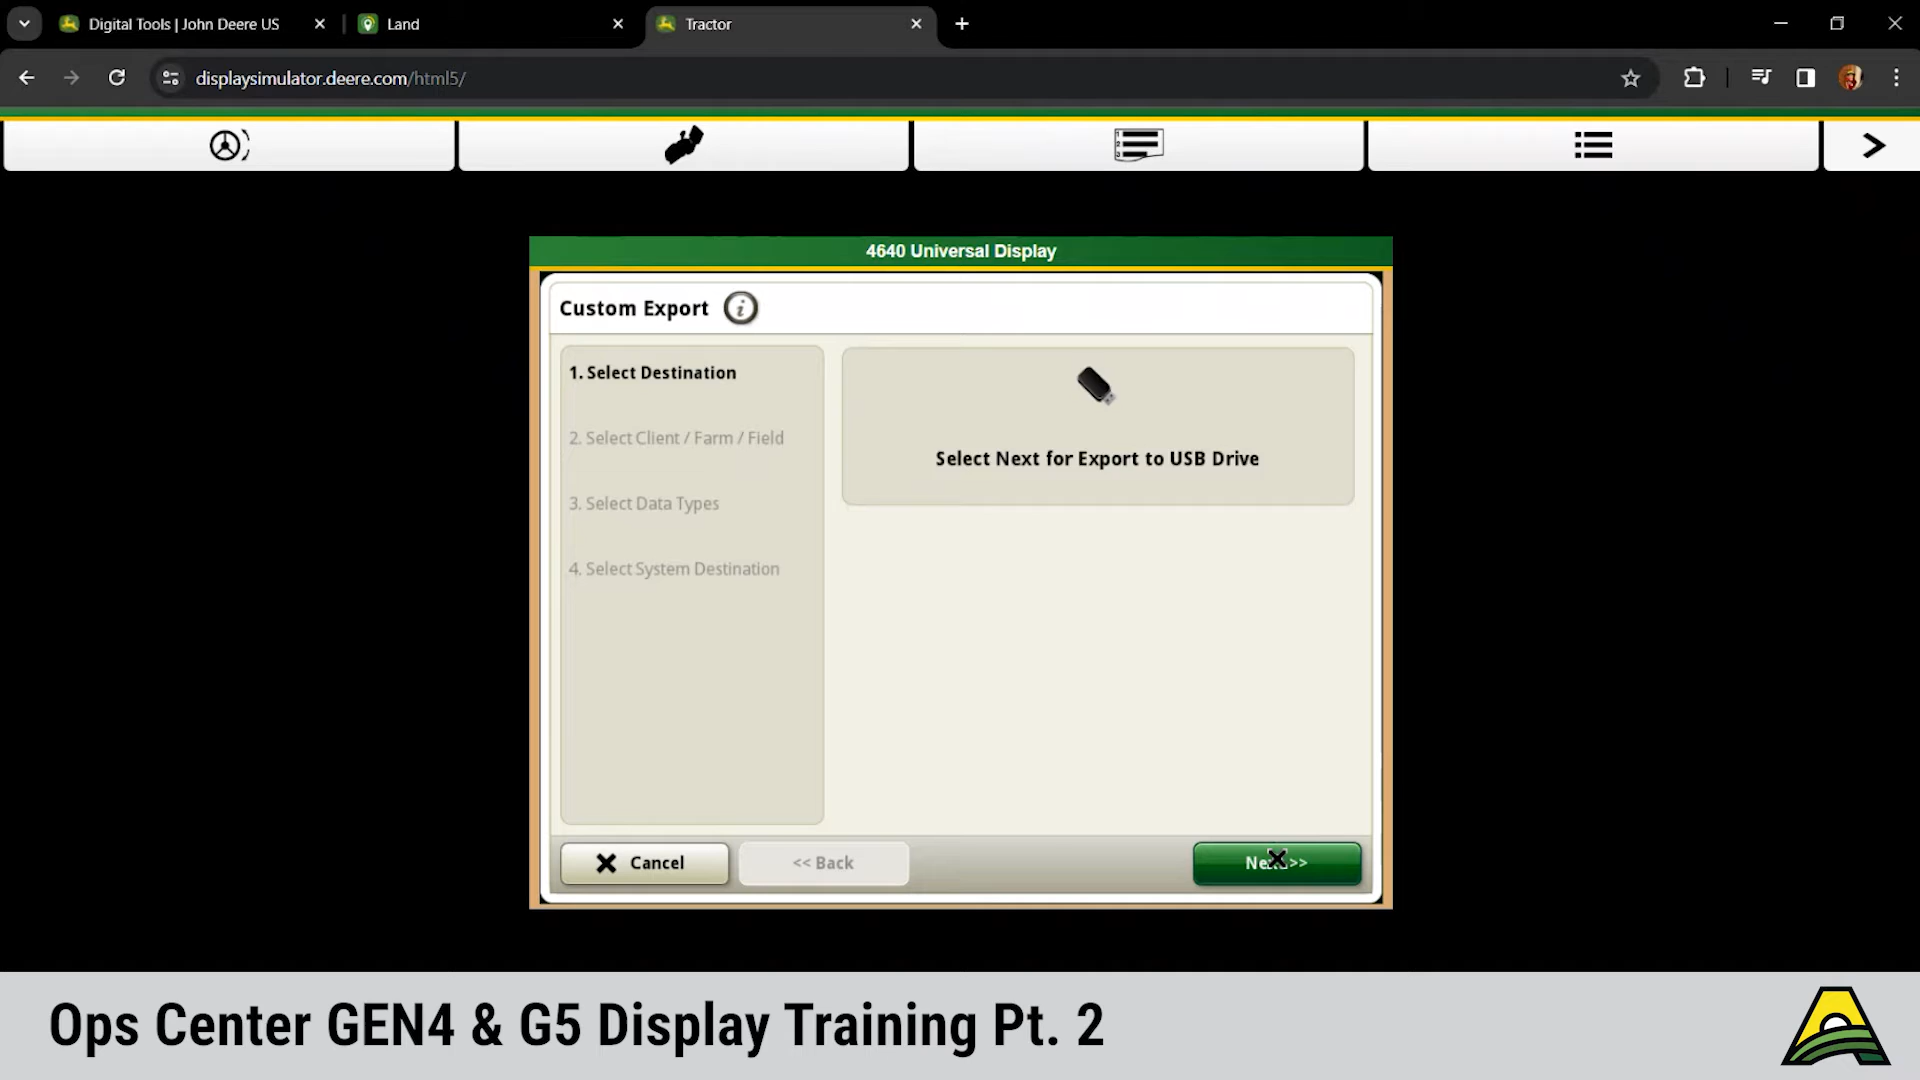 Digital Tools | John Deere US
Land
Tractor
displaysimulator.deere.com/html5/
4640 Universal Display
Custom Export
1. Select Destination
2. Select Client / Farm / Field
3. Select Data Types
4. Select System Destination
Select Next for Export to USB Drive
Cancel
<< Back
Next >>
Ops Center GEN4 & G5 Display Training Pt. 2